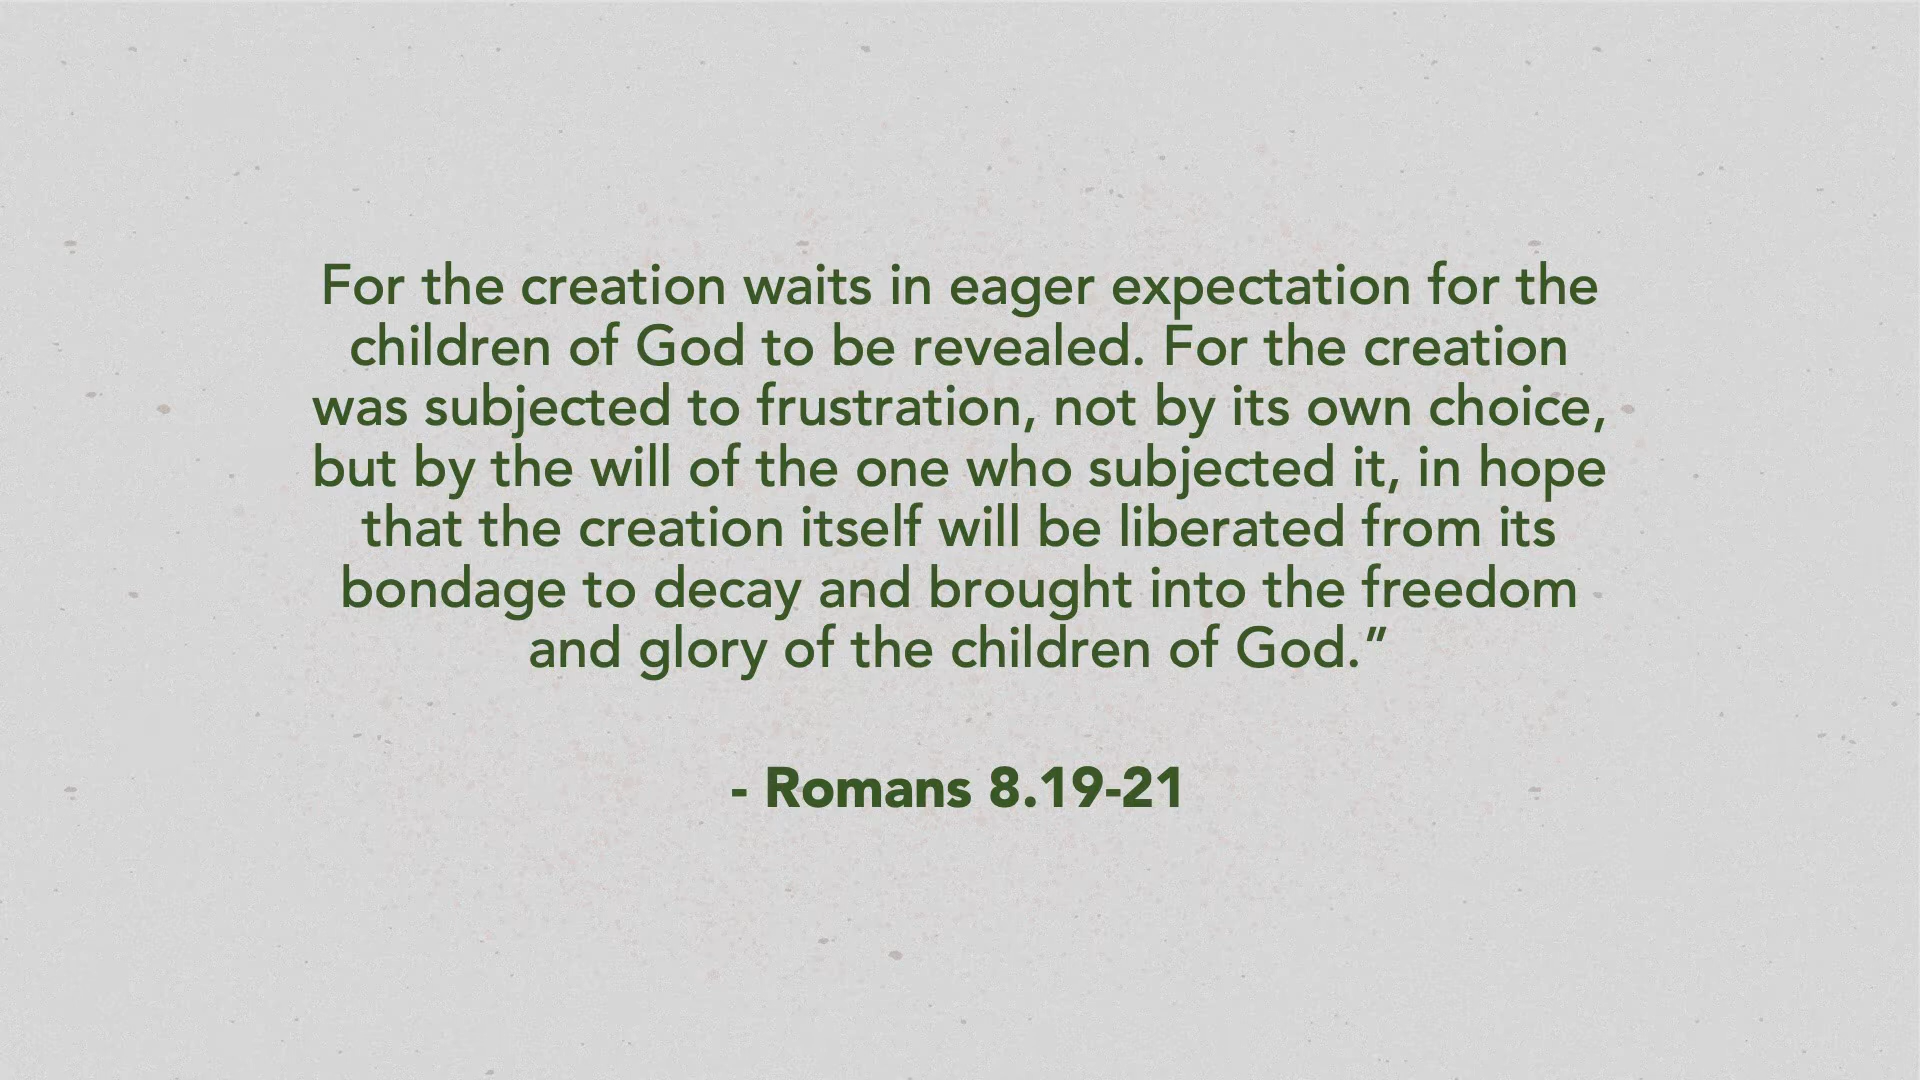 For the creation waits in eager expectation for the
children of God to be revealed. For the creation
was subjected to frustration, not by its own choice,
but by the will of the one who subjected it, in hope
that the creation itself will be liberated from its
bondage to decay and brought into the freedom
and glory of the children of God.”
- Romans 8.19-21